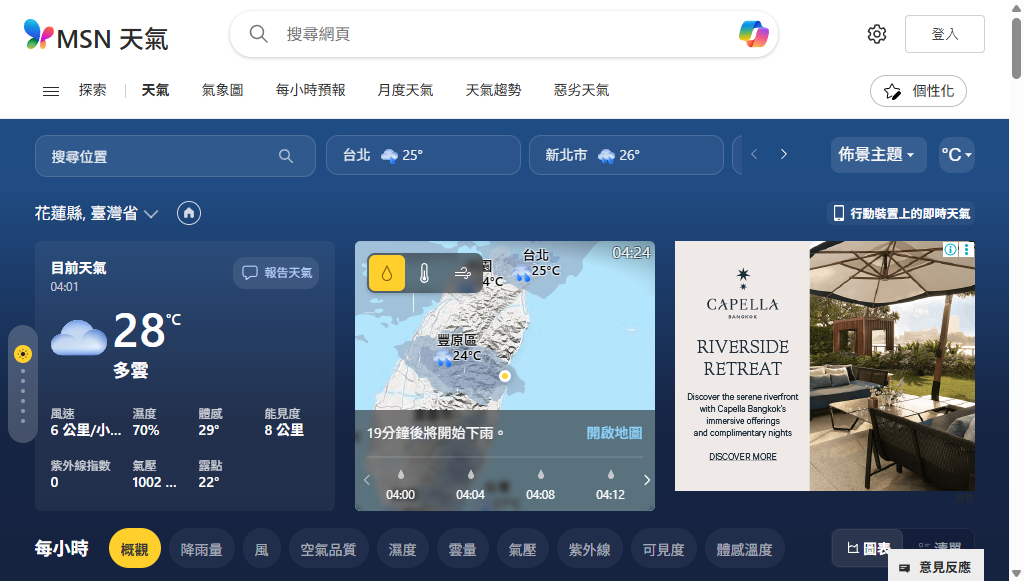 MSN 天氣
搜尋網頁
登入
探索
天氣
氣象圖
每小時預報
月度天氣
天氣趨勢
惡劣天氣
個性化
搜尋位置
台北 25°
新北市 26°
佈景主題
°C
花蓮縣, 臺灣省
行動裝置上的即時天氣
目前天氣
04:01
報告天氣
28°C
多雲
風速
6 公里/小...
濕度
70%
體感
29°
能見度
8 公里
紫外線指數
0
氣壓
1002 ...
露點
22°
04:24
台北
25°C
4°C
豐原區
24°C
19分鐘後將開始下雨。
開啟地圖
04:00
04:04
04:08
04:12
CAPELLA
BANGKOK
RIVERSIDE
RETREAT
Discover the serene riverfront
with Capella Bangkok's
immersive offerings
and complimentary nights
DISCOVER MORE
每小時
概觀
降雨量
風
空氣品質
濕度
雲量
氣壓
紫外線
可見度
體感溫度
圖表
清單
意見反應